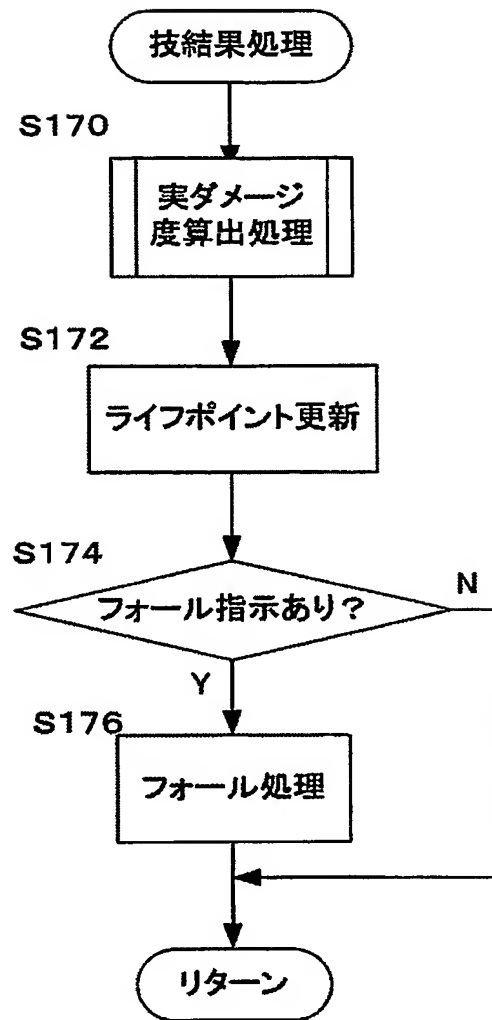 技結果処理
S170
実ダメージ
度算出処理
S172
ライフポイント更新
S174
フォール指示あり？
N
Y
S176
フォール処理
リターン